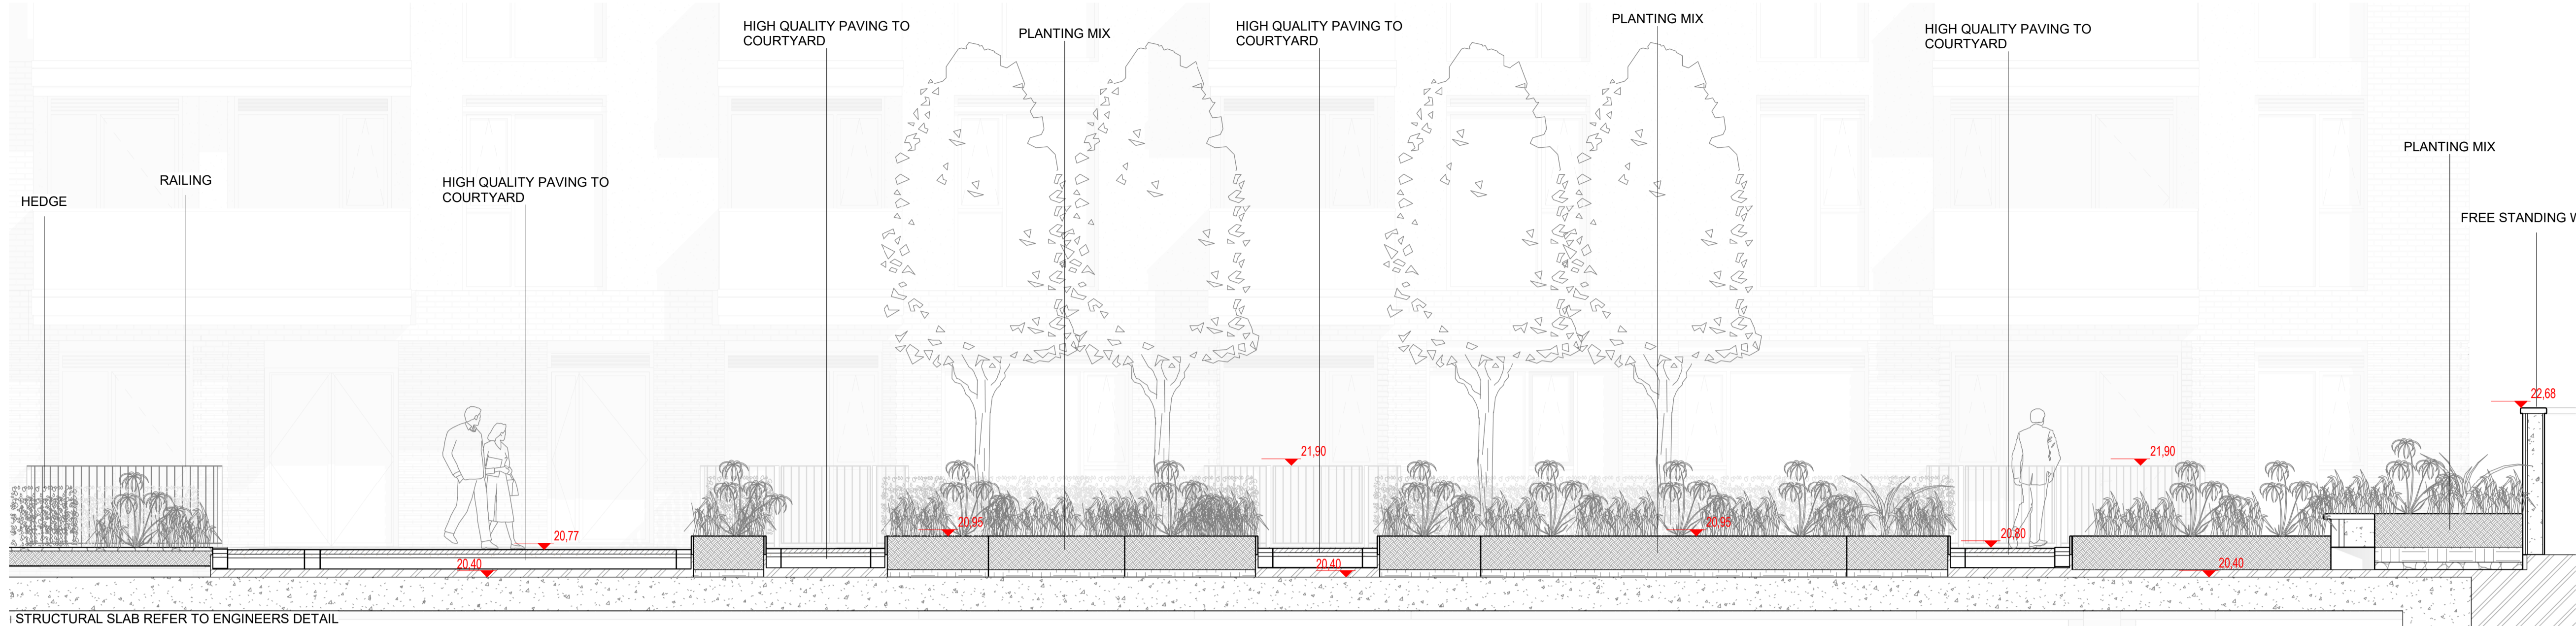 HIGH QUALITY PAVING TO
COURTYARD
PLANTING MIX
HIGH QUALITY PAVING TO
COURTYARD
PLANTING MIX
HIGH QUALITY PAVING TO
COURTYARD
PLANTING MIX
RAILING
HIGH QUALITY PAVING TO
COURTYARD
HEDGE
FREE STANDING W
22,68
21,90
21,90
20,95
20,95
20,77
20,80
20,40
20,40
20,40
STRUCTURAL SLAB REFER TO ENGINEERS DETAIL